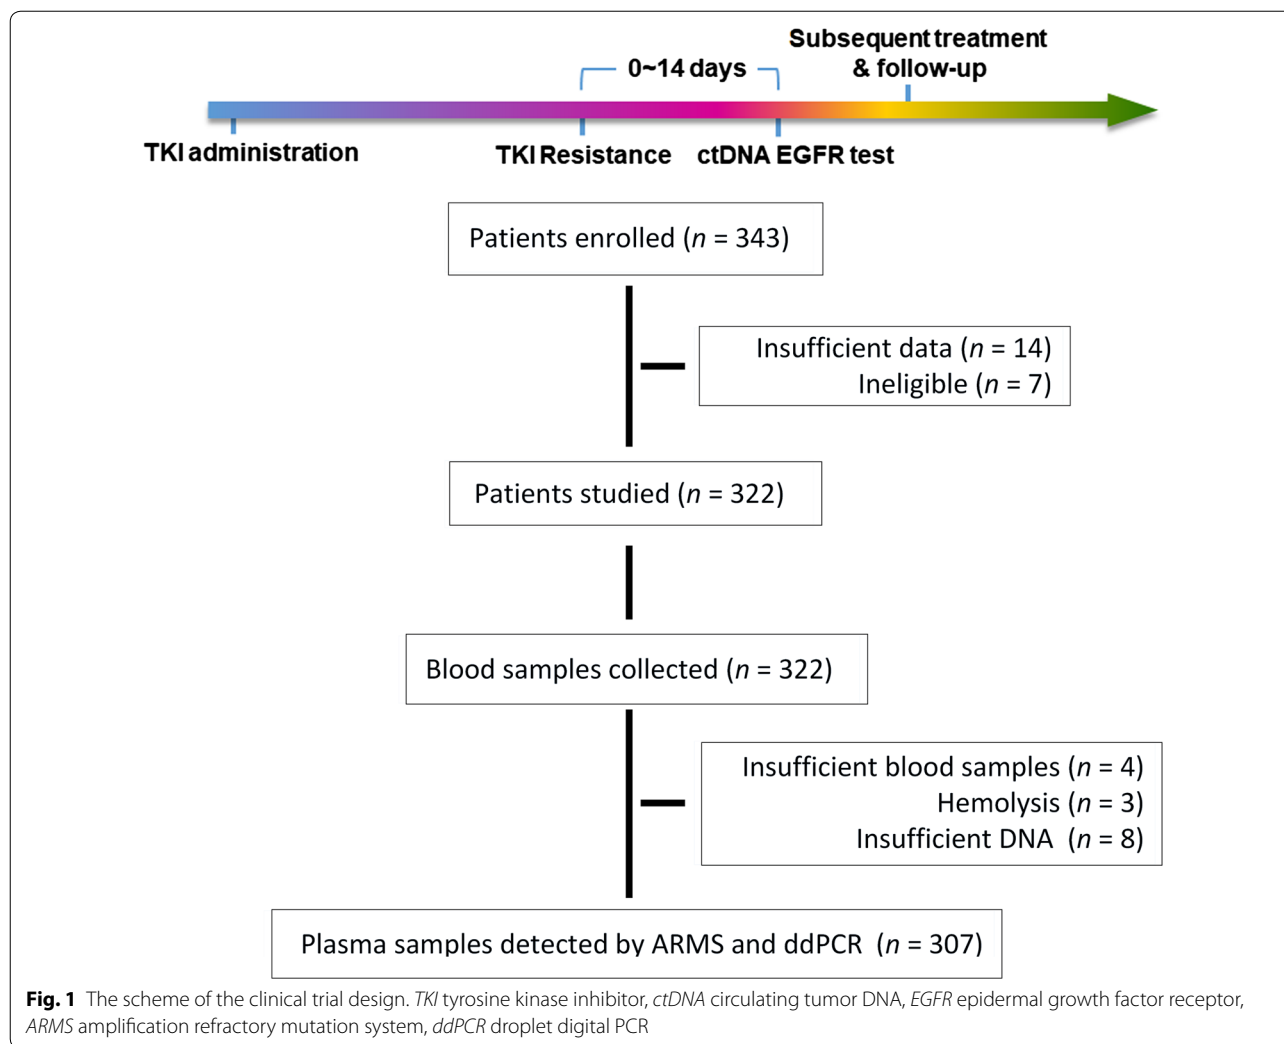 Subsequent treatment
& follow-up
0~14 days
TKI administration
TKI Resistance
ctDNA EGFR test
Patients enrolled (n = 343)
Insufficient data (n = 14)
Ineligible (n = 7)
Patients studied (n = 322)
Blood samples collected (n = 322)
Insufficient blood samples (n = 4)
Hemolysis (n = 3)
Insufficient DNA (n = 8)
Plasma samples detected by ARMS and ddPCR (n = 307)
Fig. 1 The scheme of the clinical trial design. TKI tyrosine kinase inhibitor, ctDNA circulating tumor DNA, EGFR epidermal growth factor receptor,
ARMS amplification refractory mutation system, ddPCR droplet digital PCR